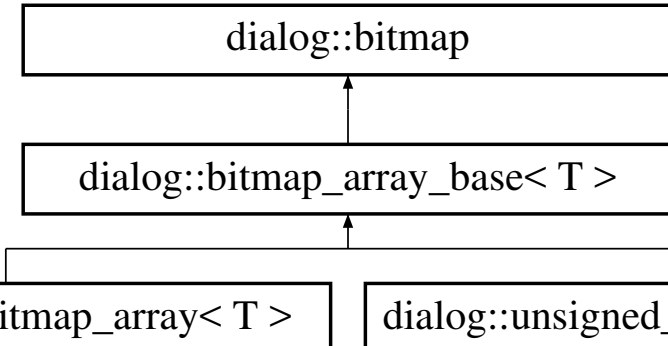 dialog::bitmap
dialog::bitmap_array_base< T >
itmap_array< T >
dialog::unsigned_